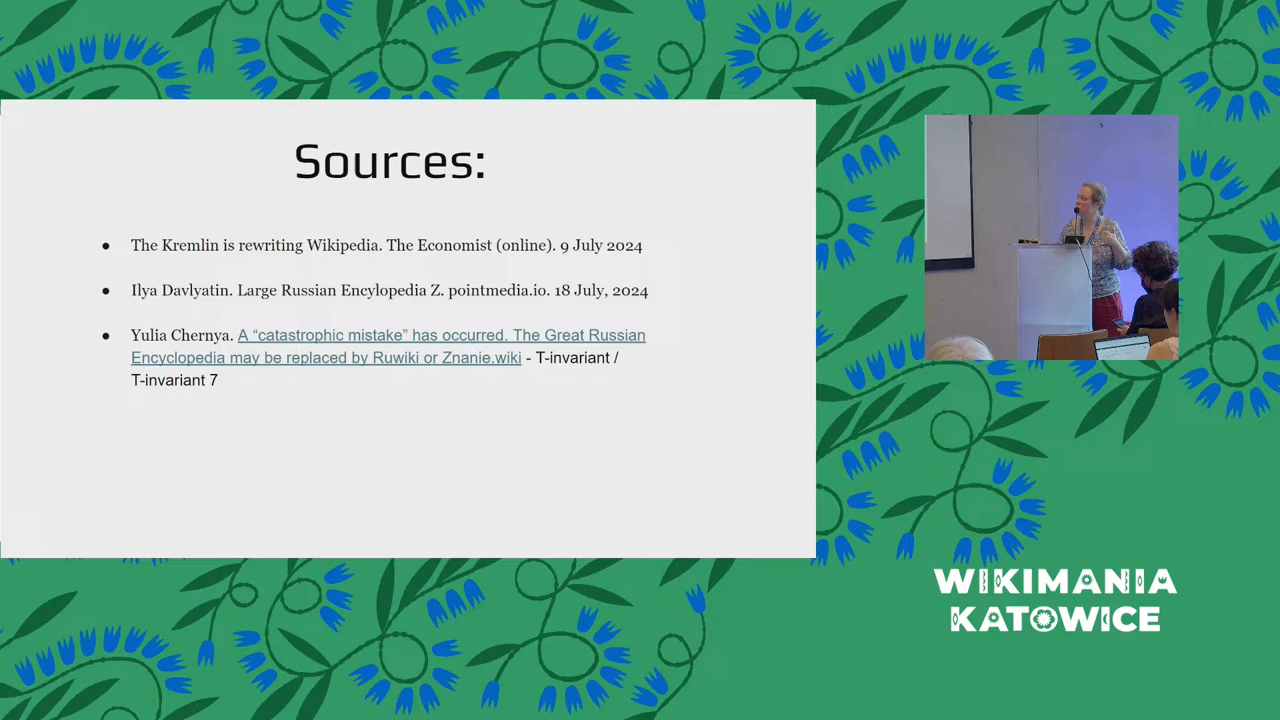 Sources:
● The Kremlin is rewriting Wikipedia. The Economist (online). 9 July 2024
● Ilya Davlyatin. Large Russian Encylopedia Z. pointmedia.io. 18 July, 2024
● Yulia Chernya. A “catastrophic mistake” has occurred. The Great Russian
Encyclopedia may be replaced by Ruwiki or Znanie.wiki - T-invariant /
T-invariant 7
WIKIMANIA
KATOWICE